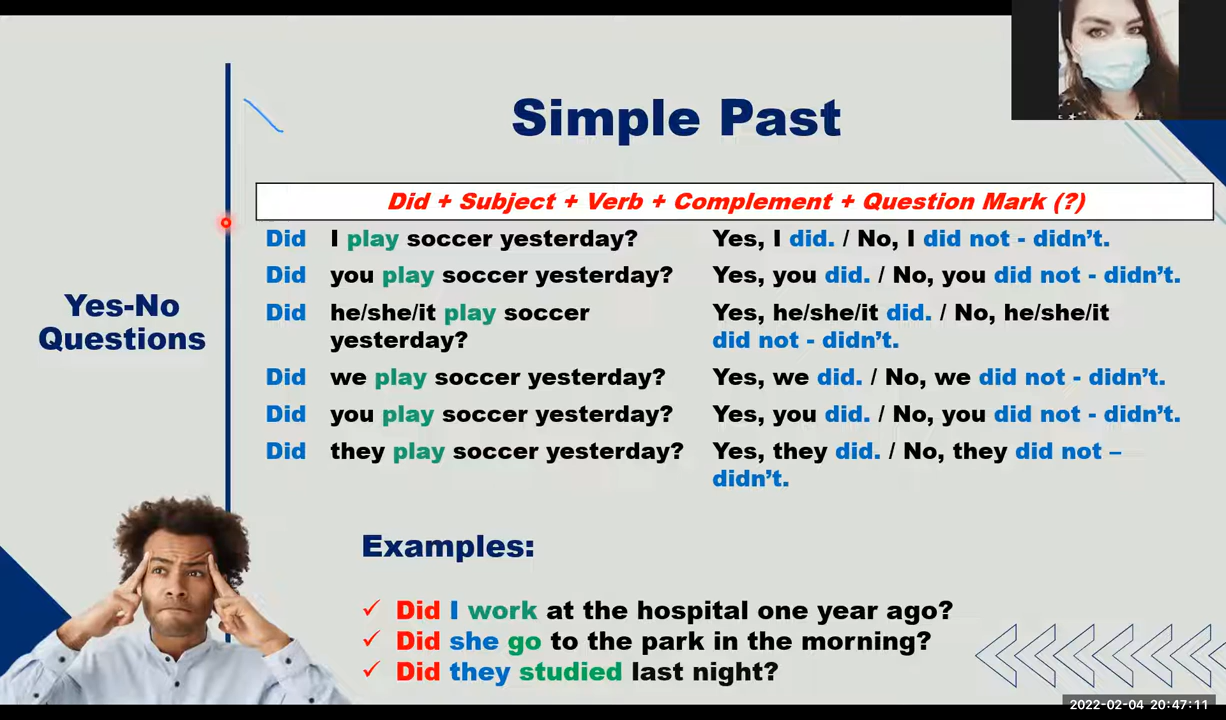 Simple Past
Did + Subject + Verb + Complement + Question Mark (?)
Yes-No
Questions
Did I play soccer yesterday? Yes, I did. / No, I did not - didn’t.
Did you play soccer yesterday? Yes, you did. / No, you did not - didn’t.
Did he/she/it play soccer Yes, he/she/it did. / No, he/she/it
yesterday? did not - didn’t.
Did we play soccer yesterday? Yes, we did. / No, we did not - didn’t.
Did you play soccer yesterday? Yes, you did. / No, you did not - didn’t.
Did they play soccer yesterday? Yes, they did. / No, they did not –
didn’t.
Examples:
✓ Did I work at the hospital one year ago?
✓ Did she go to the park in the morning?
✓ Did they studied last night?
2022-02-04 20:47:11